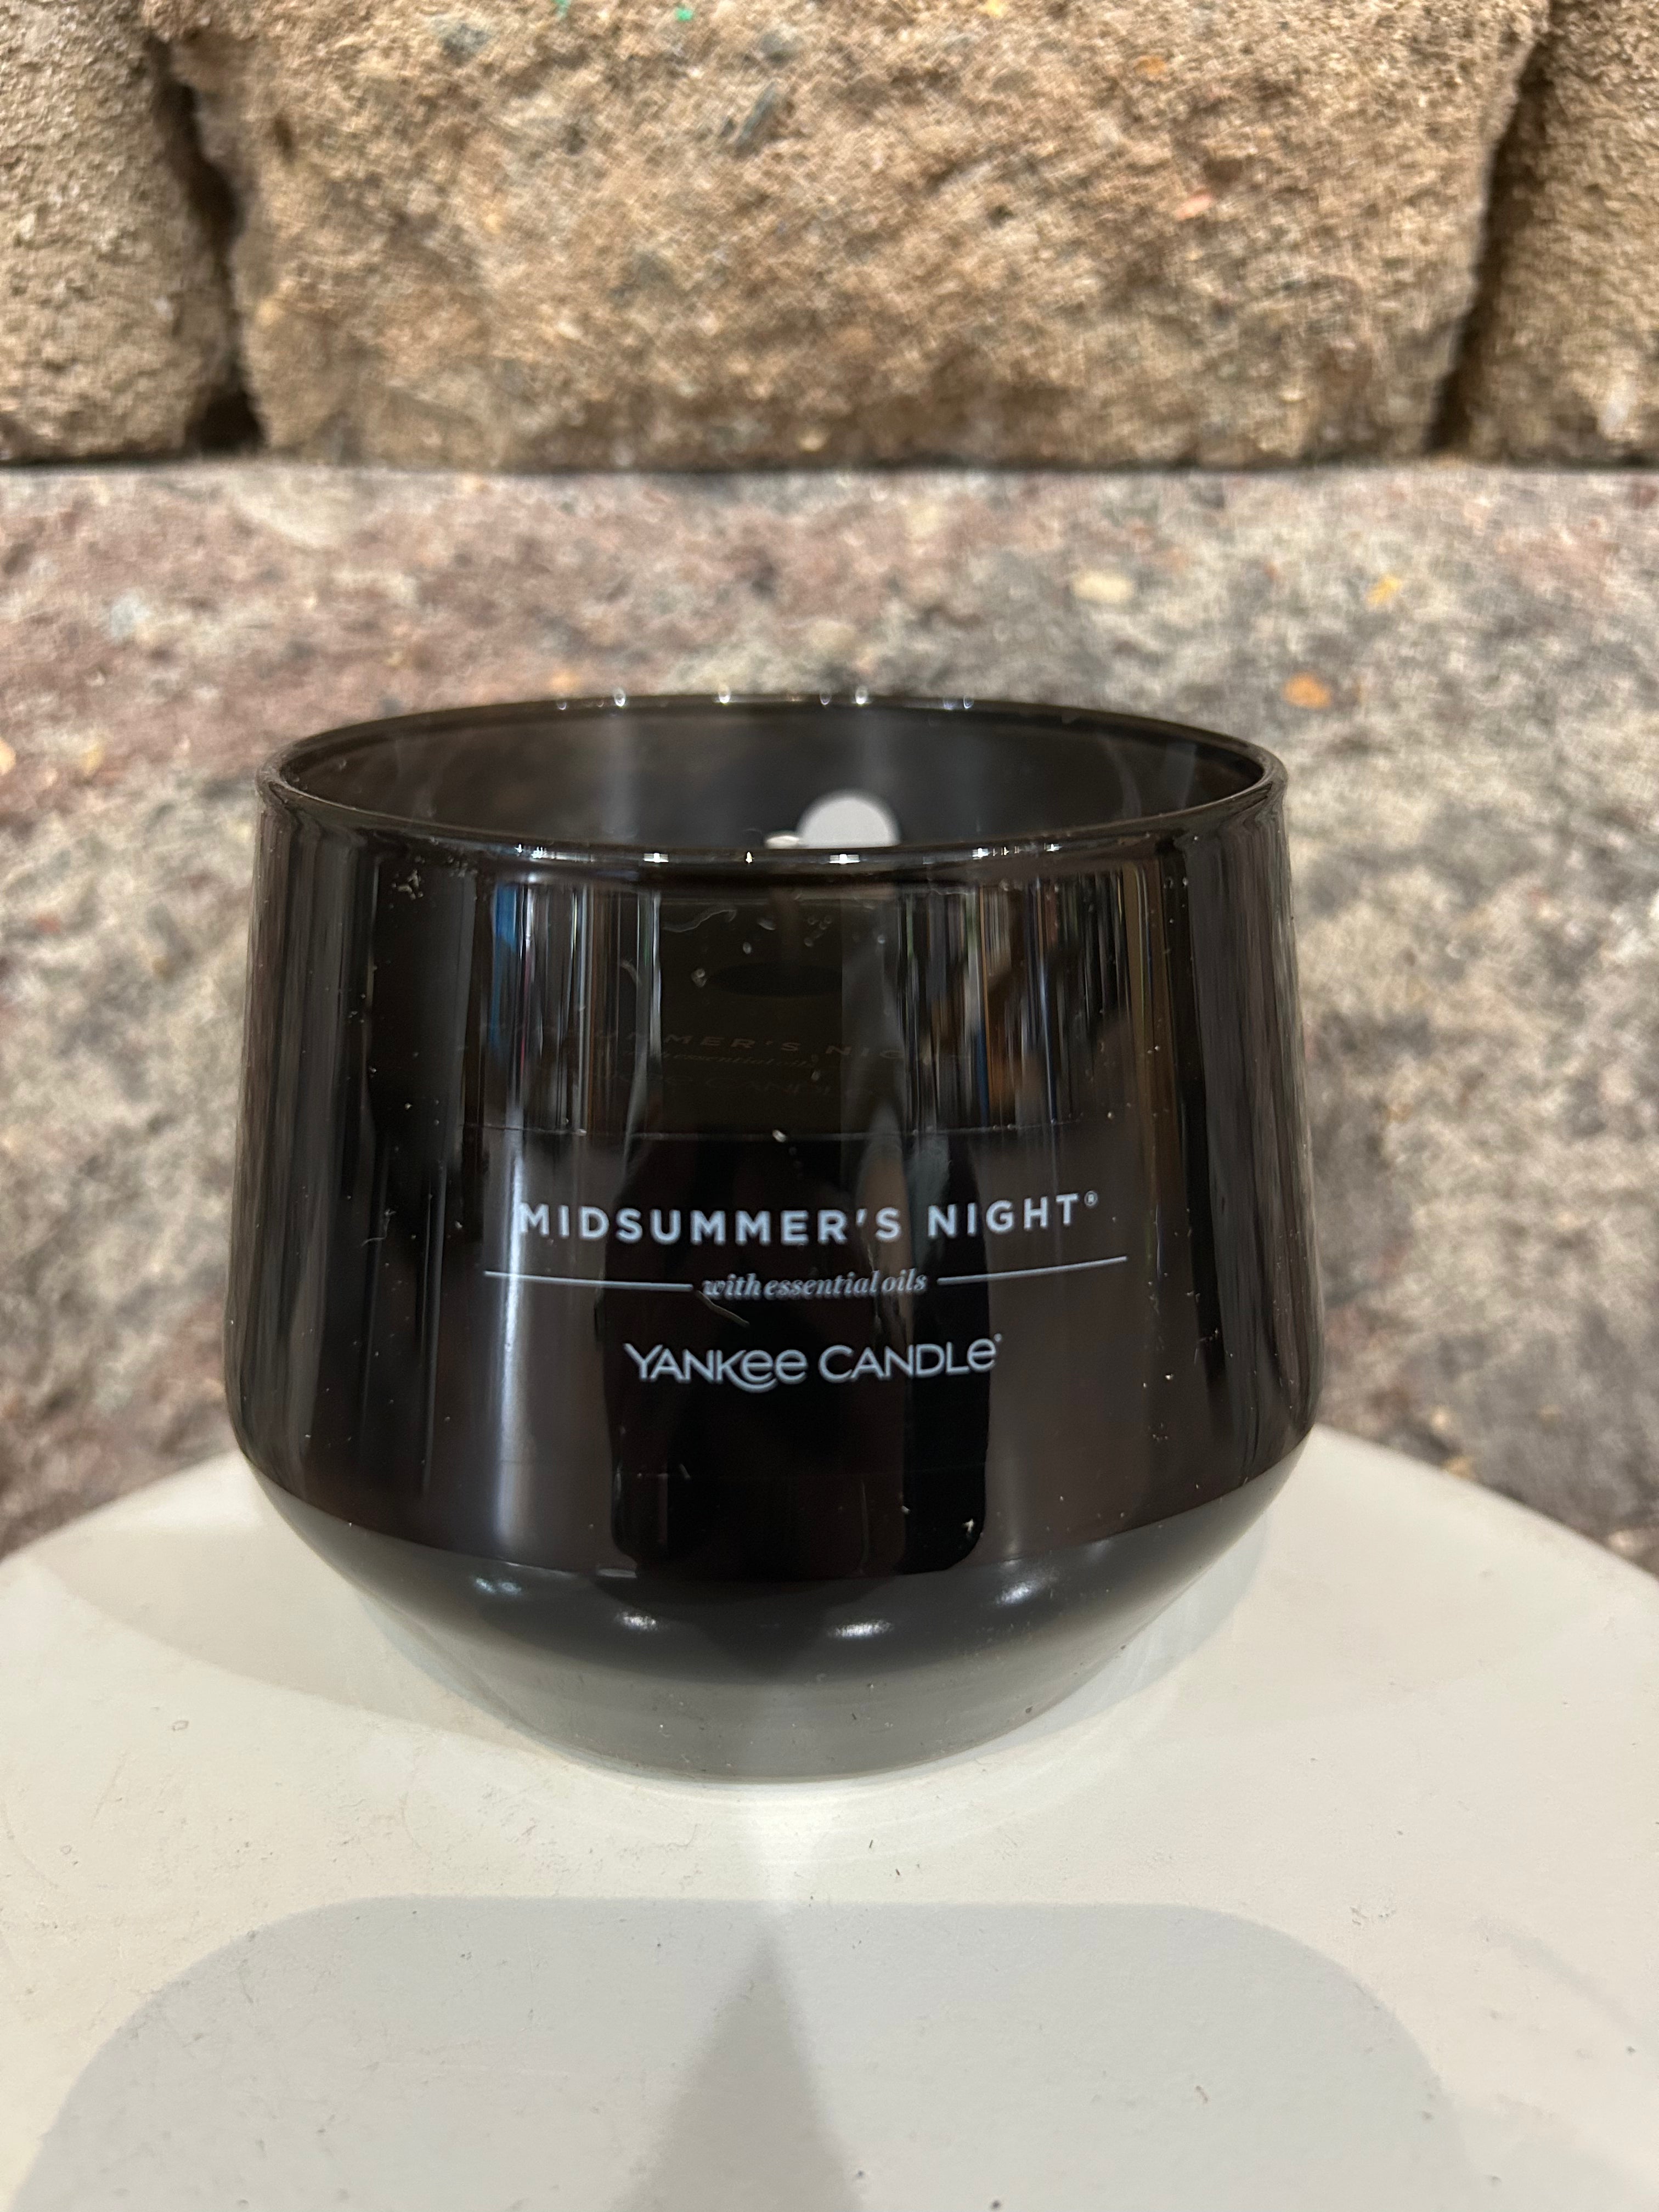 MIDSUMMER'S NIGHT®
with essential oils
YANKEE CANDLE®